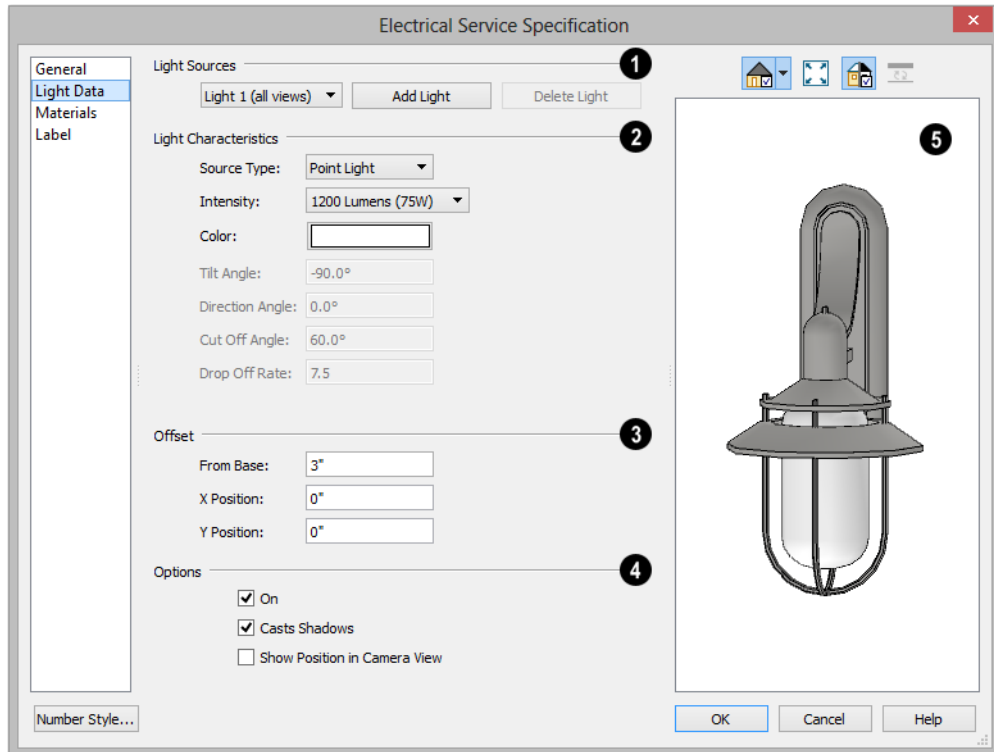 Electrical Service Specification
General
Light Data
Materials
Label
Light Sources
1
Light 1 (all views)
Add Light
Delete Light
Light Characteristics
2
Source Type: Point Light
Intensity: 1200 Lumens (75W)
Color:
Tilt Angle: -90.0°
Direction Angle: 0.0°
Cut Off Angle: 60.0°
Drop Off Rate: 7.5
Offset
3
From Base: 3"
X Position: 0"
Y Position: 0"
Options
4
On
Casts Shadows
Show Position in Camera View
5
Number Style...
OK
Cancel
Help